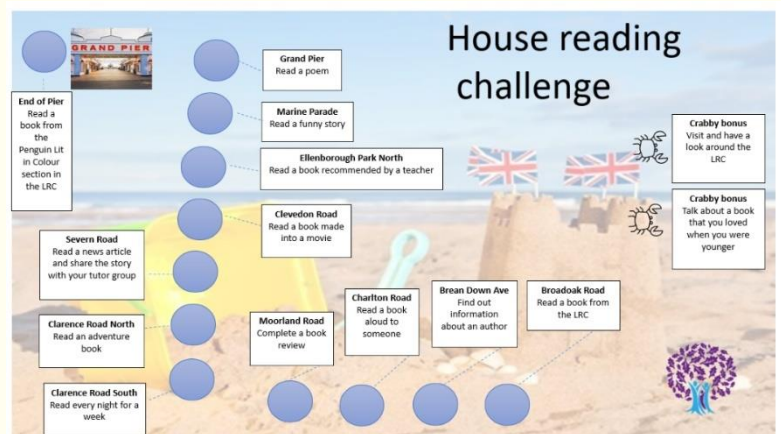 House reading
challenge
GRAND PIER
End of Pier
Read a
book from
the
Penguin Lit
in Colour
section in
the LRC
Grand Pier
Read a poem
Marine Parade
Read a funny story
Ellenborough Park North
Read a book recommended by a teacher
Clevedon Road
Read a book made
into a movie
Severn Road
Read a news article
and share the story
with your tutor group
Clarence Road North
Read an adventure
book
Clarence Road South
Read every night for a
week
Moorland Road
Complete a book
review
Charlton Road
Read a book
aloud to
someone
Brean Down Ave
Find out
information
about an author
Broadoak Road
Read a book from
the LRC
Crabby bonus
Visit and have a
look around the
LRC
Crabby bonus
Talk about a book
that you loved
when you were
younger